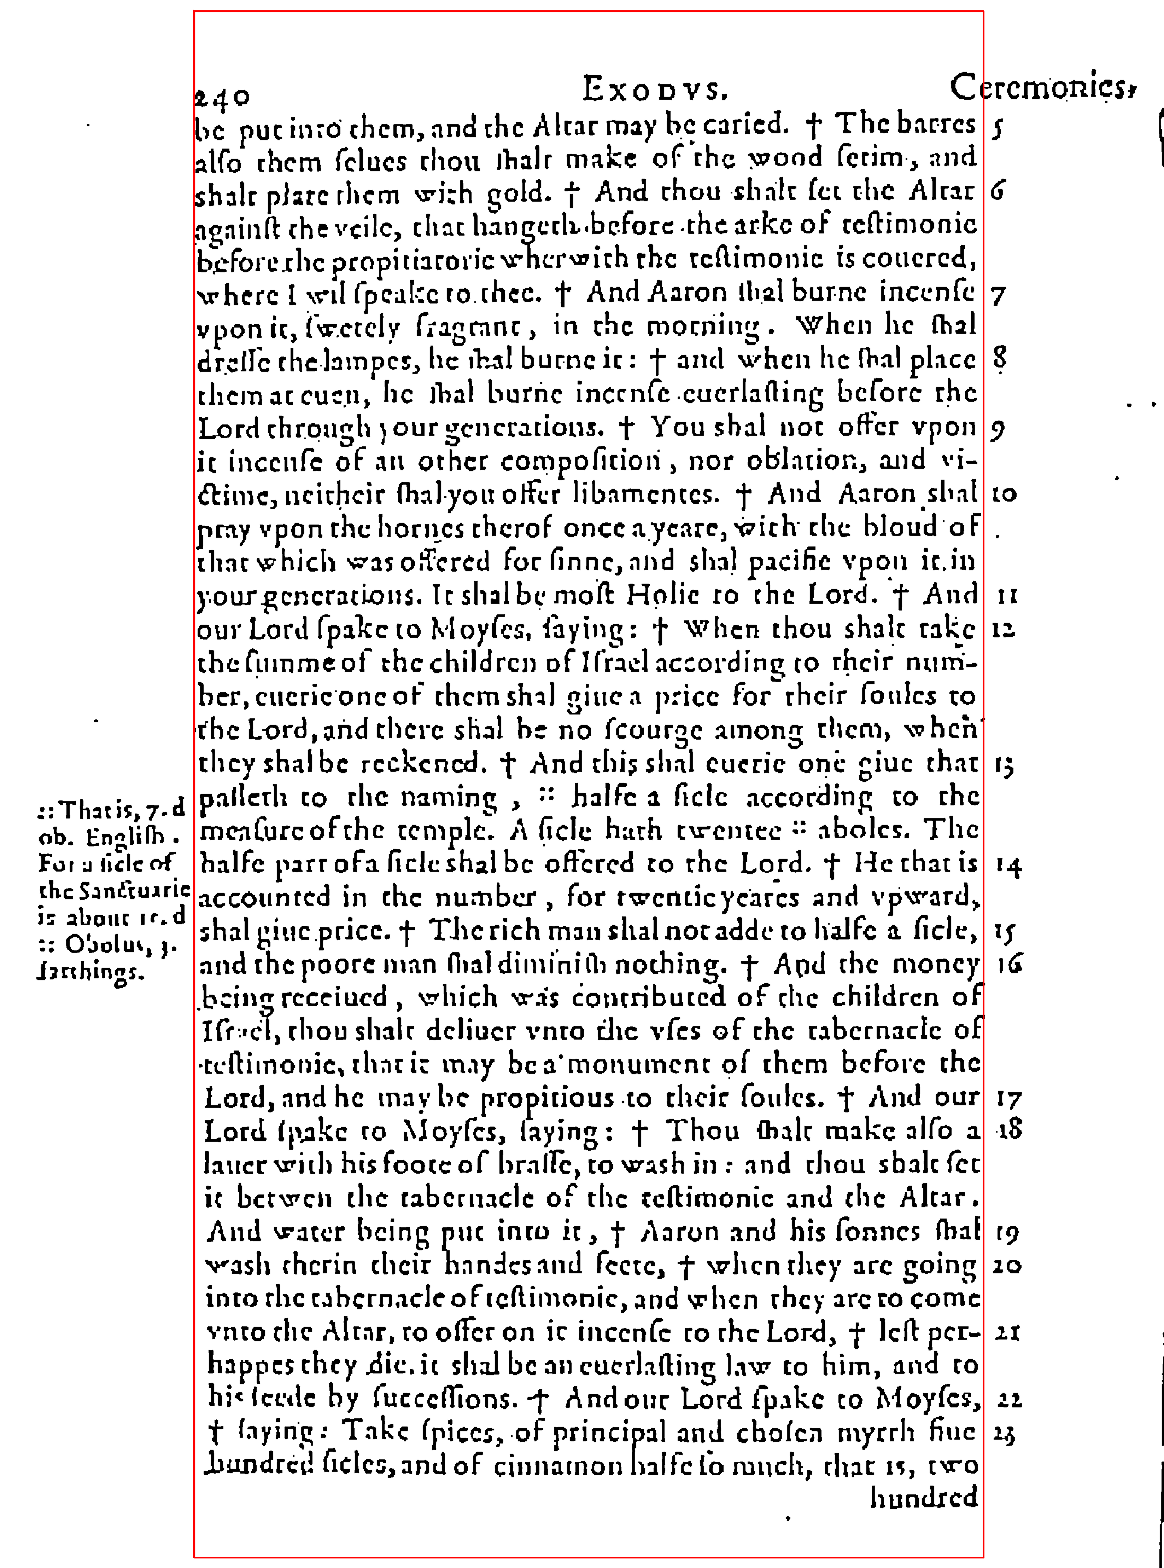 240 EXODVS. Ceremonies,
be put into them, and the Altar may be caried. † The barres 5
alſo them ſelues thou ſhalt make of the wood ſetim, and
shalt plate them with gold. † And thou shalt ſet the Altar 6
againſt the veile, that hangeth before the arke of teſtimonie
before the propitiatorie wherwith the teſtimonie is couered,
where I wil ſpeake to thee. † And Aaron ſhal burne incenſe 7
vpon it, ſwetely fragrant, in the morning. When he ſhal
dreſſe the lampes, he ſhal burne it: † and when he ſhal place 8
them at euen, he ſhal burne incenſe euerlaſting before the
Lord through your generations. † You shal not offer vpon 9
it incenſe of an other compoſition, nor oblation, and vi-
ctime, neitheir ſhal you offer libamentes. † And Aaron shal 10
pray vpon the hornes therof once a yeare, with the bloud of
that which was offered for ſinne, and shal pacifie vpon it in
your generations. It shal be moſt Holie to the Lord. † And 11
our Lord ſpake to Moyſes, ſaying: † When thou shalt take 12
the ſumme of the children of Iſrael according to their num-
ber, euerie one of them shal giue a price for their ſoules to
the Lord, and there shal be no ſcourge among them, when
they shal be reckened. † And this shal euerie one giue that 13
paſſeth to the naming, :: halfe a ſicle according to the
meaſure of the temple. A ſicle hath twentee :: aboles. The
halfe part of a ſicle shal be offered to the Lord. † He that is 14
accounted in the number, for twentie yeares and vpward,
shal giue price. † The rich man shal not adde to halfe a ſicle, 15
and the poore man ſhal diminiſh nothing. † And the money 16
being receiued, which was contributed of the children of
Iſrael, thou shalt deliuer vnto the vſes of the tabernacle of
teſtimonie, that it may be a monument of them before the
Lord, and he may be propitious to their ſoules. † And our 17
Lord ſpake to Moyſes, ſaying: † Thou ſhalt make alſo a 18
lauer with his foote of braſſe, to wash in: and thou shalt ſet
it betwen the tabernacle of the teſtimonie and the Altar.
And water being put into it, † Aaron and his ſonnes ſhal 19
wash therin their handes and feete, † when they are going 20
into the tabernacle of teſtimonie, and when they are to come
vnto the Altar, to offer on it incenſe to the Lord, † leſt per- 21
happes they die. it shal be an euerlaſting law to him, and to
his ſeede by ſucceſſions. † And our Lord ſpake to Moyſes, 22
† ſaying: Take ſpices, of principal and choſen myrrh fiue 23
hundred ſicles, and of cinnamon halfe ſo much, that is, two
hundred
:: That is, 7. d
ob. Engliſh.
For a ſicle of
the Sanctuarie
is about d
:: Obolus, 3.
farthings.